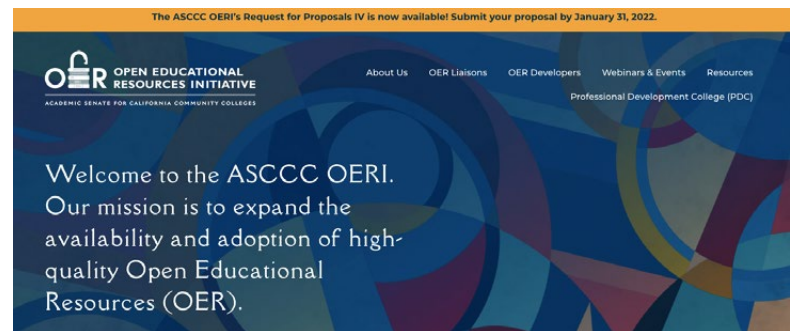 The ASCCC OERI's Request for Proposals IV is now available! Submit your proposal by January 31, 2022.
OER OPEN EDUCATIONAL
RESOURCES INITIATIVE
ACADEMIC SENATE FOR CALIFORNIA COMMUNITY COLLEGES
About Us OER Liaisons OER Developers Webinars & Events Resources
Professional Development College (PDC)
Welcome to the ASCCC OERI.
Our mission is to expand the
availability and adoption of high-
quality Open Educational
Resources (OER).